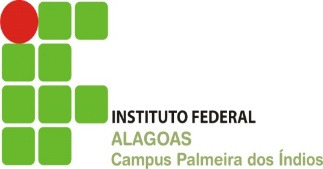 INSTITUTO FEDERAL
ALAGOAS
Campus Palmeira dos Índios